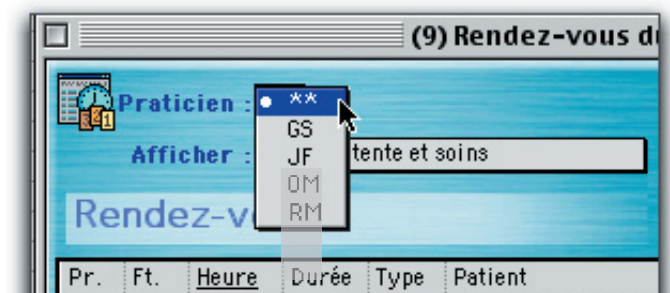 (9) Rendez-vous d
Praticien : **
GS
Afficher : JF tente et soins
OM
RM
Rendez-v
Pr. Ft. Heure Durée Type Patient